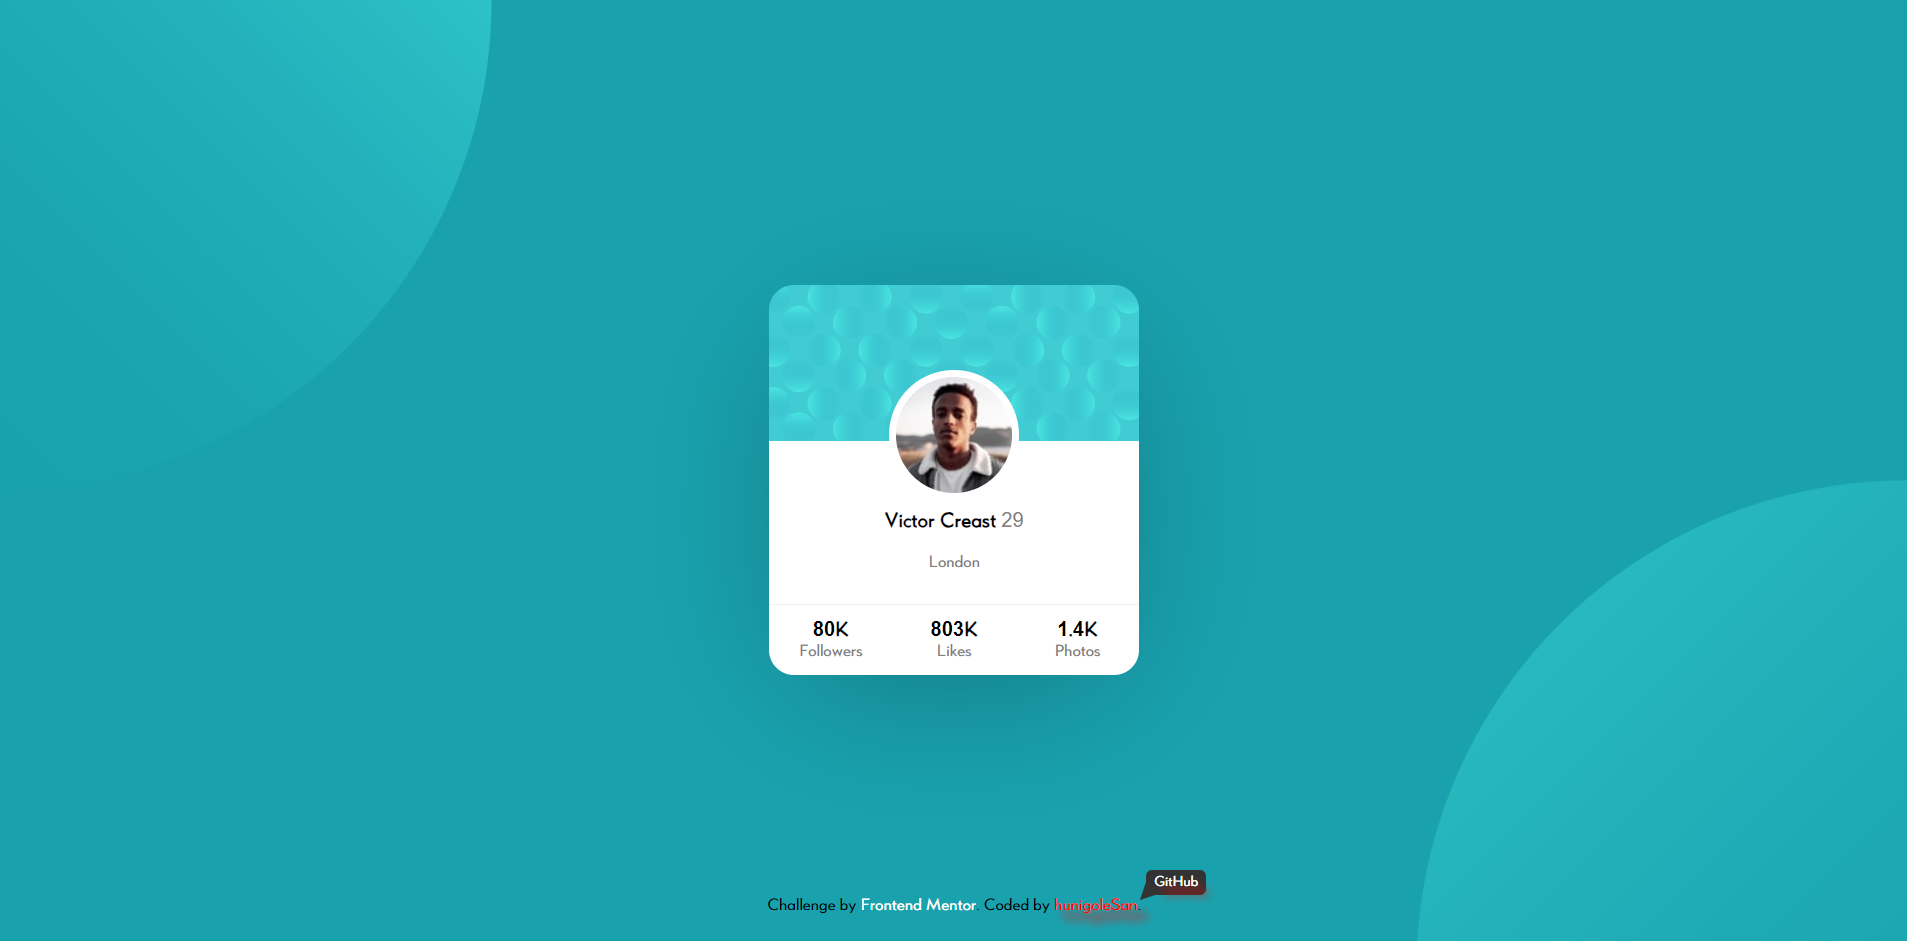 Victor Creast 29
London
80K 803K 1.4K
Followers Likes Photos
GitHub
Challenge by Frontend Mentor. Coded by hunigoleSan.